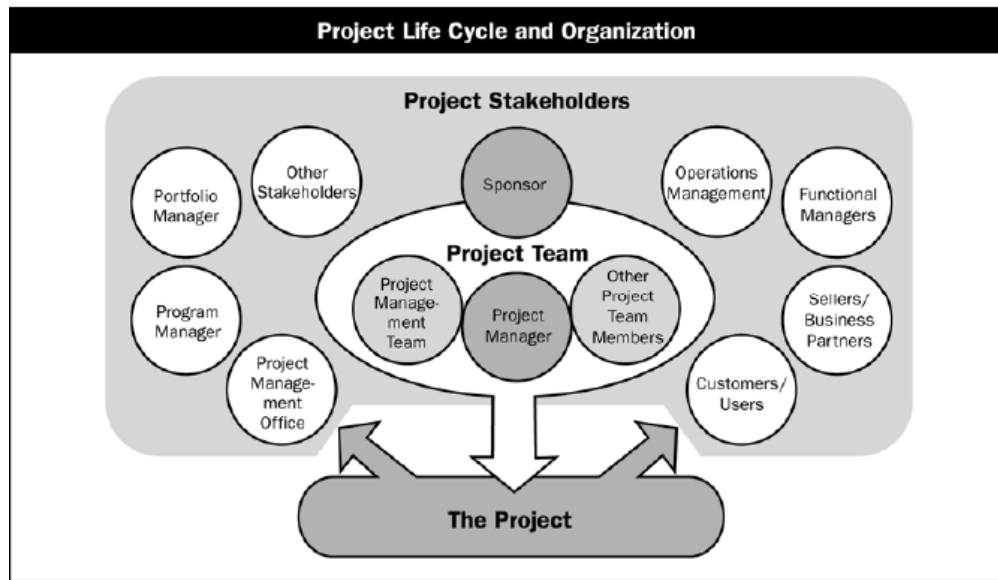 Project Life Cycle and Organization
Project Stakeholders
Portfolio
Manager
Other
Stakeholders
Sponsor
Operations
Management
Functional
Managers
Project Team
Project
Manage-
ment
Team
Project
Manager
Other
Project
Team
Members
Program
Manager
Sellers/
Business
Partners
Project
Manage-
ment
Office
Customers/
Users
The Project